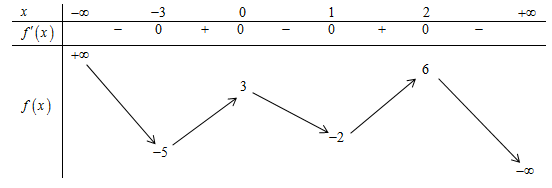 x −∞ −3 0 1 2 +∞
f′(x) − 0 + 0 − 0 + 0 −
+∞
6
3
f(x)
−2
−5
−∞